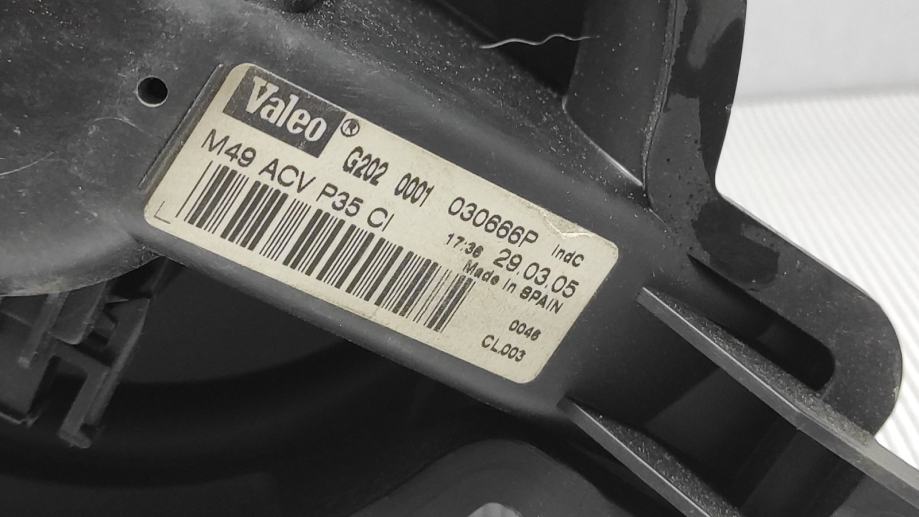 Valeo®
G202 0001 030666P IndC
M49 ACV P35 CI 17:36 29.03.05
Made in SPAIN
0046
CL.003
L